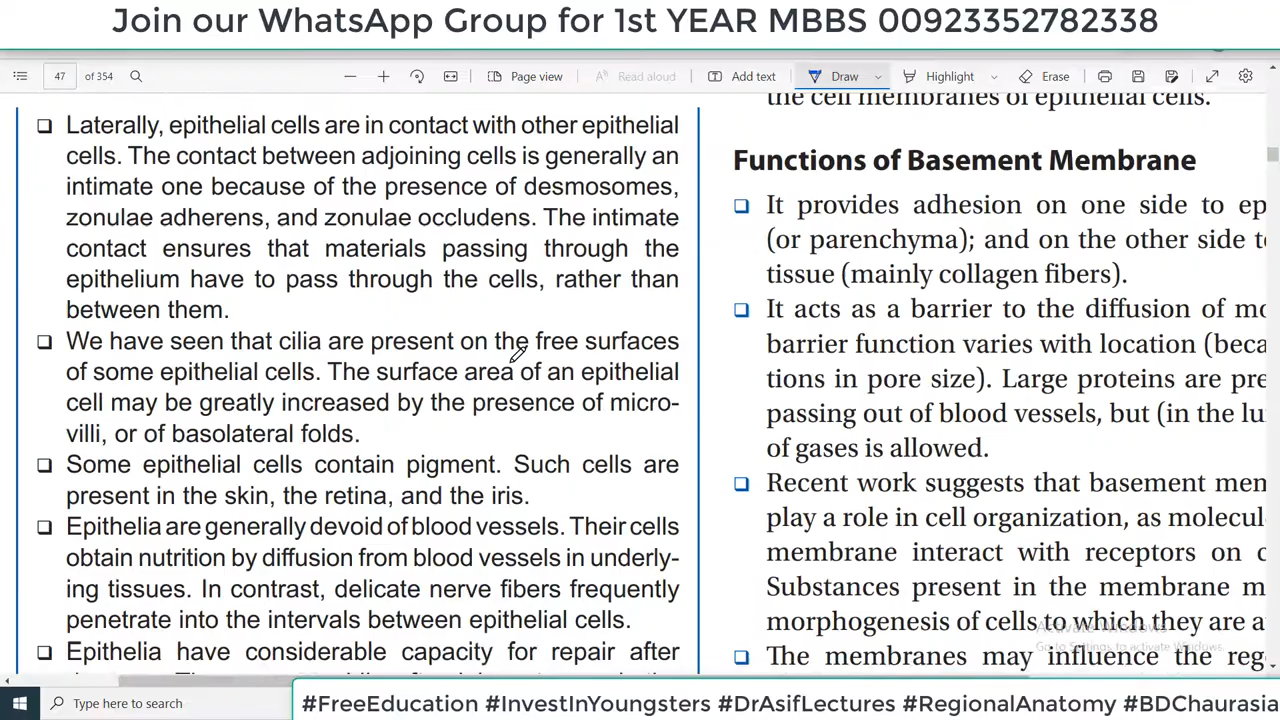 Join our WhatsApp Group for 1st YEAR MBBS 00923352782338
47 of 354
Page view
Read aloud
Add text
Draw
Highlight
Erase
Laterally, epithelial cells are in contact with other epithelial
cells. The contact between adjoining cells is generally an
intimate one because of the presence of desmosomes,
zonulae adherens, and zonulae occludens. The intimate
contact ensures that materials passing through the
epithelium have to pass through the cells, rather than
between them.
We have seen that cilia are present on the free surfaces
of some epithelial cells. The surface area of an epithelial
cell may be greatly increased by the presence of micro-
villi, or of basolateral folds.
Some epithelial cells contain pigment. Such cells are
present in the skin, the retina, and the iris.
Epithelia are generally devoid of blood vessels. Their cells
obtain nutrition by diffusion from blood vessels in underly-
ing tissues. In contrast, delicate nerve fibers frequently
penetrate into the intervals between epithelial cells.
Epithelia have considerable capacity for repair after
the cell membranes of epithelial cells.
Functions of Basement Membrane
It provides adhesion on one side to ep
(or parenchyma); and on the other side to
tissue (mainly collagen fibers).
It acts as a barrier to the diffusion of mo
barrier function varies with location (beca
tions in pore size). Large proteins are pre
passing out of blood vessels, but (in the lu
of gases is allowed.
Recent work suggests that basement mem
play a role in cell organization, as molecul
membrane interact with receptors on c
Substances present in the membrane m
morphogenesis of cells to which they are a
The membranes may influence the reg
Activate Windows
Go to Settings to activate Windows.
Type here to search
#FreeEducation #InvestInYoungsters #DrAsifLectures #RegionalAnatomy #BDChaurasia